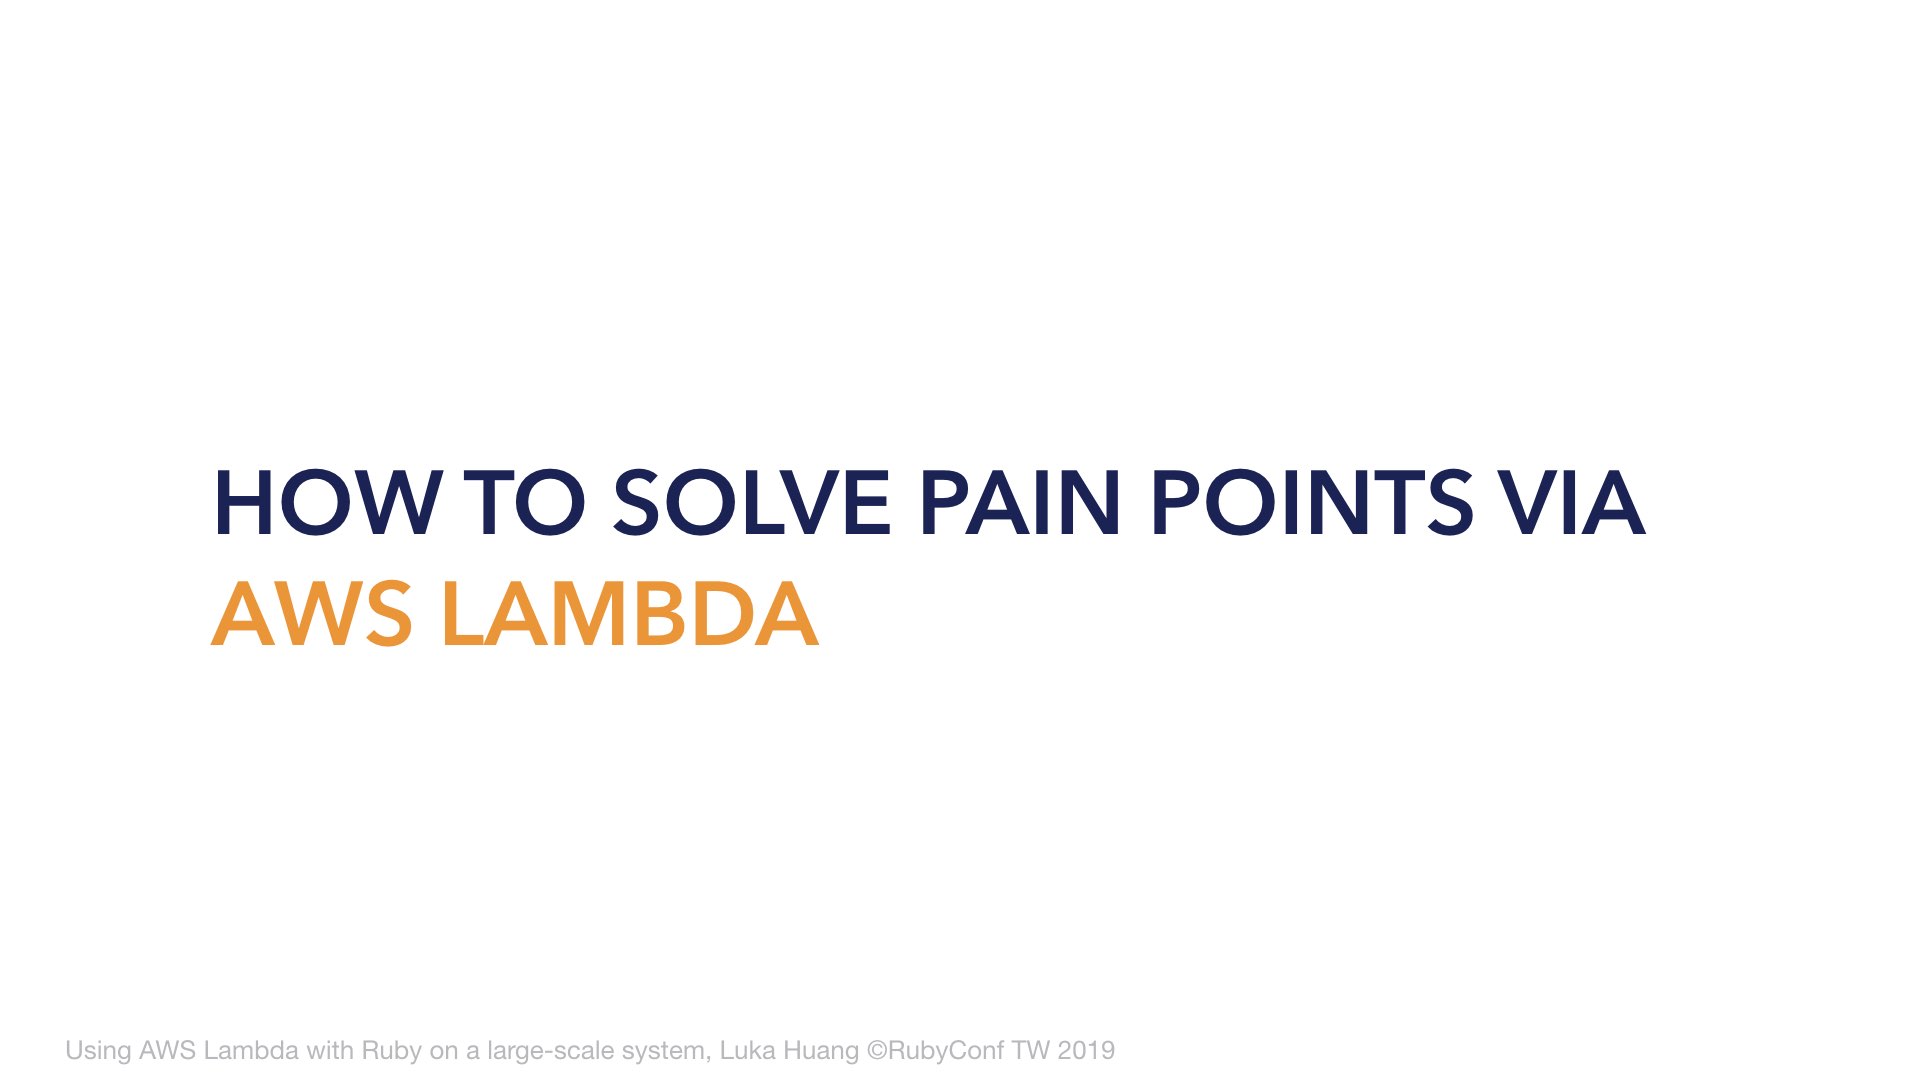 HOW TO SOLVE PAIN POINTS VIA
AWS LAMBDA
Using AWS Lambda with Ruby on a large-scale system, Luka Huang ©RubyConf TW 2019